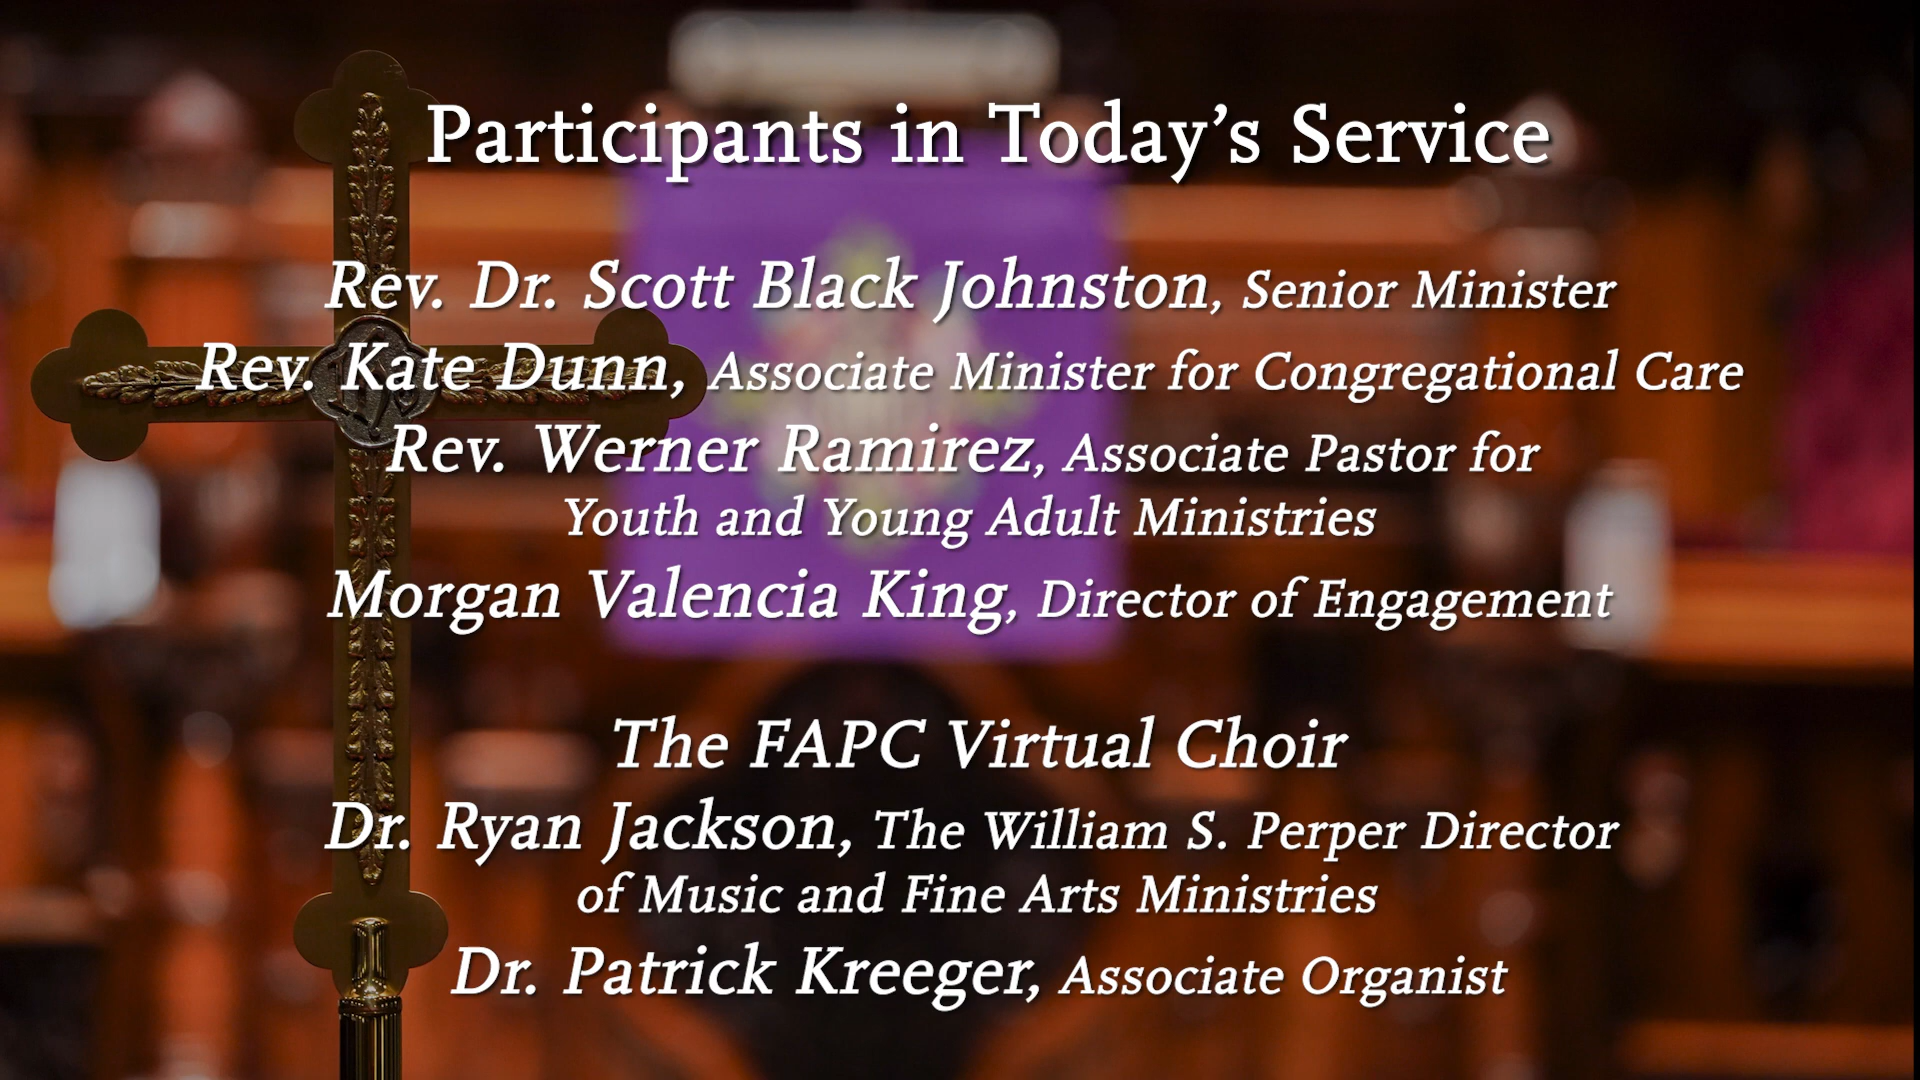 Participants in Today’s Service
Rev. Dr. Scott Black Johnston, Senior Minister
Rev. Kate Dunn, Associate Minister for Congregational Care
Rev. Werner Ramirez, Associate Pastor for
Youth and Young Adult Ministries
Morgan Valencia King, Director of Engagement
The FAPC Virtual Choir
Dr. Ryan Jackson, The William S. Perper Director
of Music and Fine Arts Ministries
Dr. Patrick Kreeger, Associate Organist